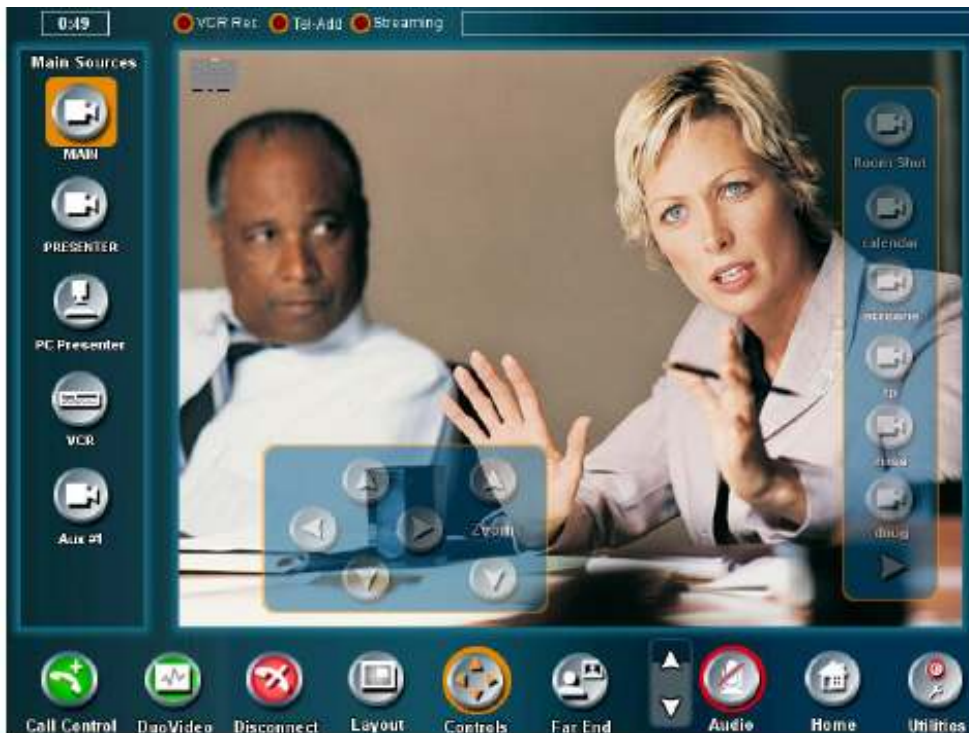 0:49
VCR Rec Tel-Add Streaming
Main Sources
MAIN
PRESENTER
PC Presenter
VCR
Aux #1
Room Shot
calendar
doug
Zoom
Call Control DuoVideo Disconnect Layout Controls Far End Audio Home Utilities